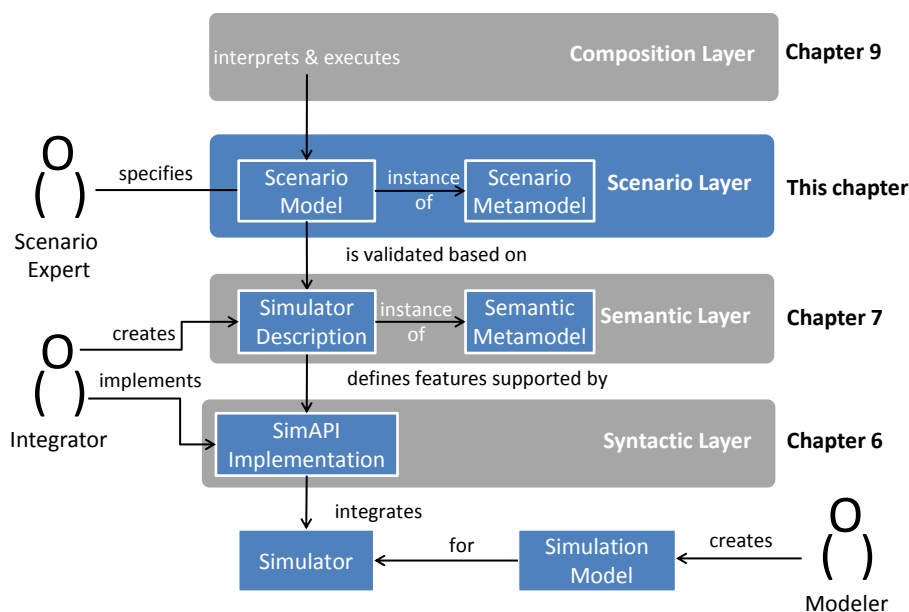 interprets & executes
Composition Layer
Chapter 9
specifies
Scenario
Model
instance
of
Scenario
Metamodel
Scenario Layer
This chapter
Scenario
Expert
is validated based on
creates
Simulator
Description
instance
of
Semantic
Metamodel
Semantic Layer
Chapter 7
implements
defines features supported by
Integrator
SimAPI
Implementation
Syntactic Layer
Chapter 6
integrates
Simulator
for
Simulation
Model
creates
Modeler